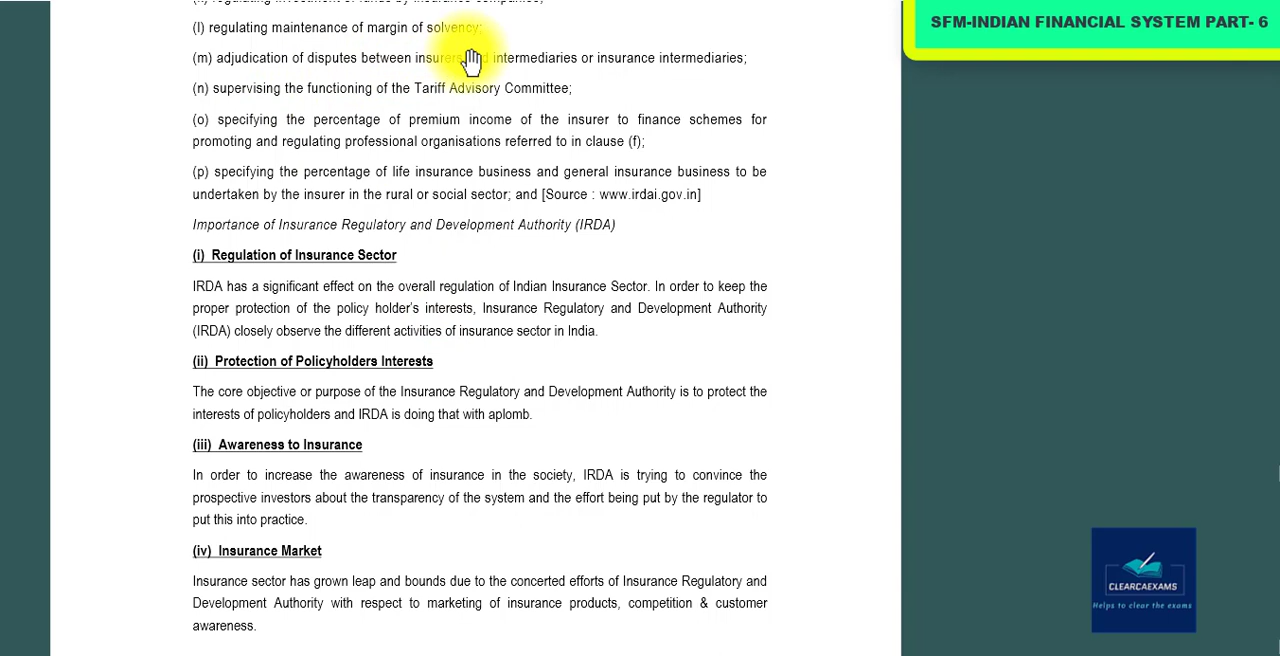 (k) regulating investment of funds by insurance companies;
SFM-INDIAN FINANCIAL SYSTEM PART- 6
(l) regulating maintenance of margin of solvency;
(m) adjudication of disputes between insurers and intermediaries or insurance intermediaries;
(n) supervising the functioning of the Tariff Advisory Committee;
(o) specifying the percentage of premium income of the insurer to finance schemes for
promoting and regulating professional organisations referred to in clause (f);
(p) specifying the percentage of life insurance business and general insurance business to be
undertaken by the insurer in the rural or social sector; and [Source : www.irdai.gov.in]
Importance of Insurance Regulatory and Development Authority (IRDA)
(i) Regulation of Insurance Sector
IRDA has a significant effect on the overall regulation of Indian Insurance Sector. In order to keep the
proper protection of the policy holder's interests, Insurance Regulatory and Development Authority
(IRDA) closely observe the different activities of insurance sector in India.
(ii) Protection of Policyholders Interests
The core objective or purpose of the Insurance Regulatory and Development Authority is to protect the
interests of policyholders and IRDA is doing that with aplomb.
(iii) Awareness to Insurance
In order to increase the awareness of insurance in the society, IRDA is trying to convince the
prospective investors about the transparency of the system and the effort being put by the regulator to
put this into practice.
(iv) Insurance Market
Insurance sector has grown leap and bounds due to the concerted efforts of Insurance Regulatory and
Development Authority with respect to marketing of insurance products, competition & customer
awareness.
CLEARCAEXAMS
Helps to clear the exams